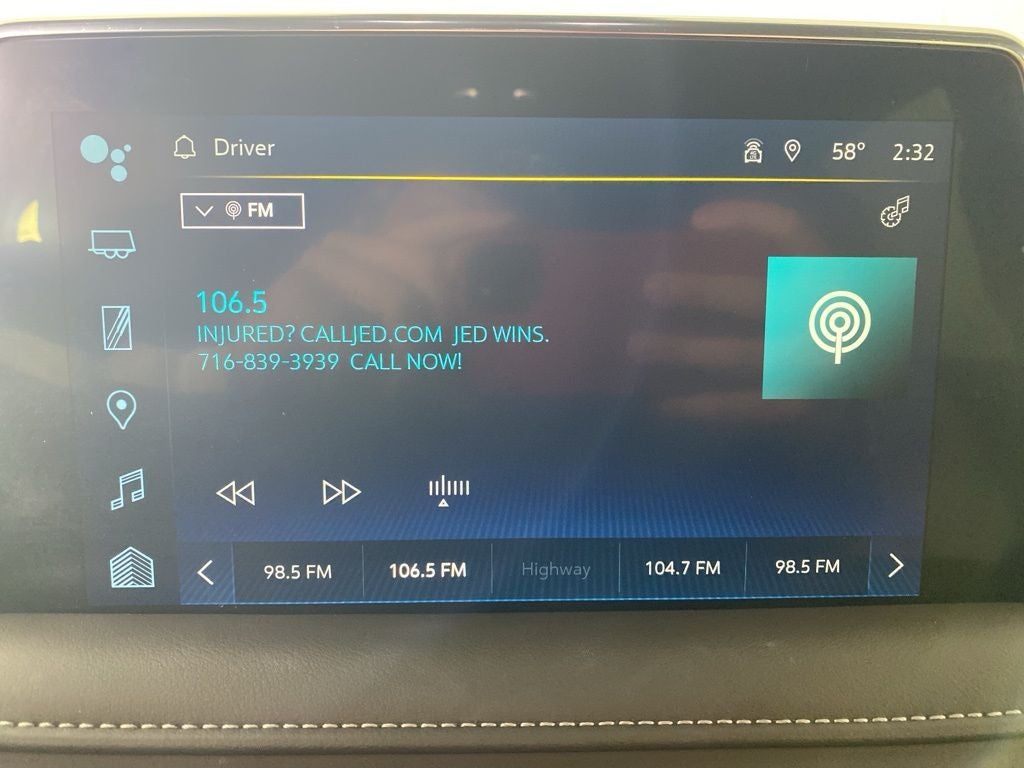 Driver
58° 2:32
FM
106.5
INJURED? CALLJED.COM JED WINS.
716-839-3939 CALL NOW!
98.5 FM 106.5 FM Highway 104.7 FM 98.5 FM